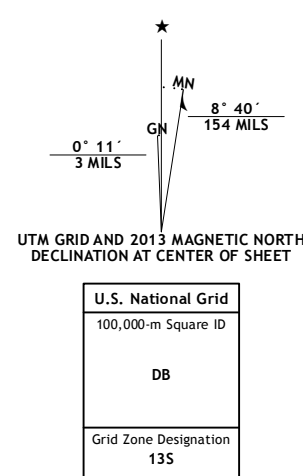 ★
MN
8° 40´
154 MILS
GN
0° 11´
3 MILS
UTM GRID AND 2013 MAGNETIC NORTH
DECLINATION AT CENTER OF SHEET
U.S. National Grid
100,000-m Square ID
DB
Grid Zone Designation
13S